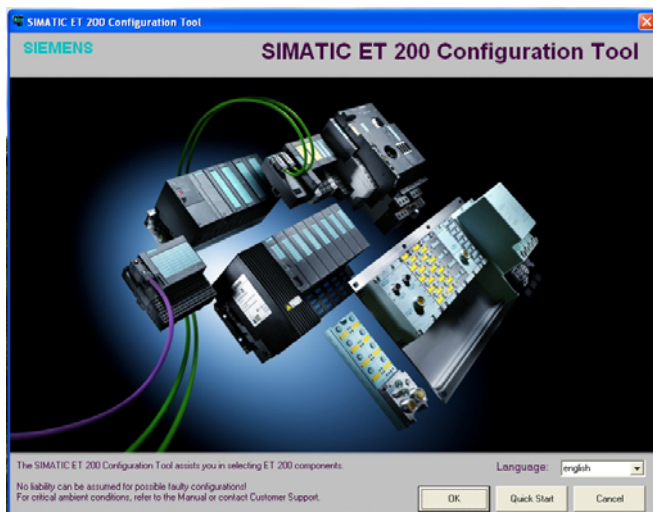 SIMATIC ET 200 Configuration Tool
SIEMENS
SIMATIC ET 200 Configuration Tool
The SIMATIC ET 200 Configuration Tool assists you in selecting ET 200 components.
Language: english
No liability can be assumed for possible faulty configurations!
For critical ambient conditions, refer to the Manual or contact Customer Support.
OK Quick Start Cancel